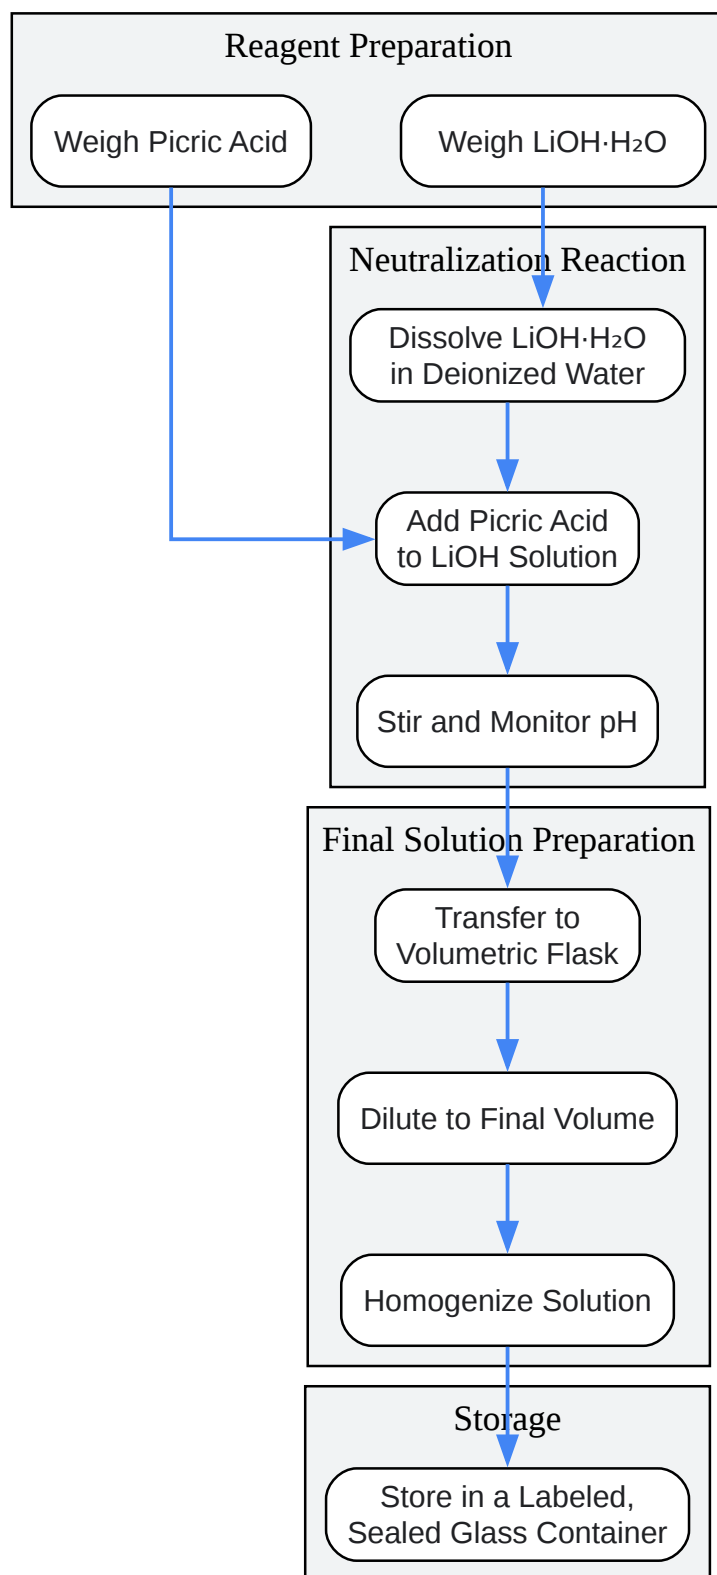 Reagent Preparation
Weigh Picric Acid
Weigh LiOH·H₂O
Neutralization Reaction
Dissolve LiOH·H₂O
in Deionized Water
Add Picric Acid
to LiOH Solution
Stir and Monitor pH
Final Solution Preparation
Transfer to
Volumetric Flask
Dilute to Final Volume
Homogenize Solution
Storage
Store in a Labeled,
Sealed Glass Container